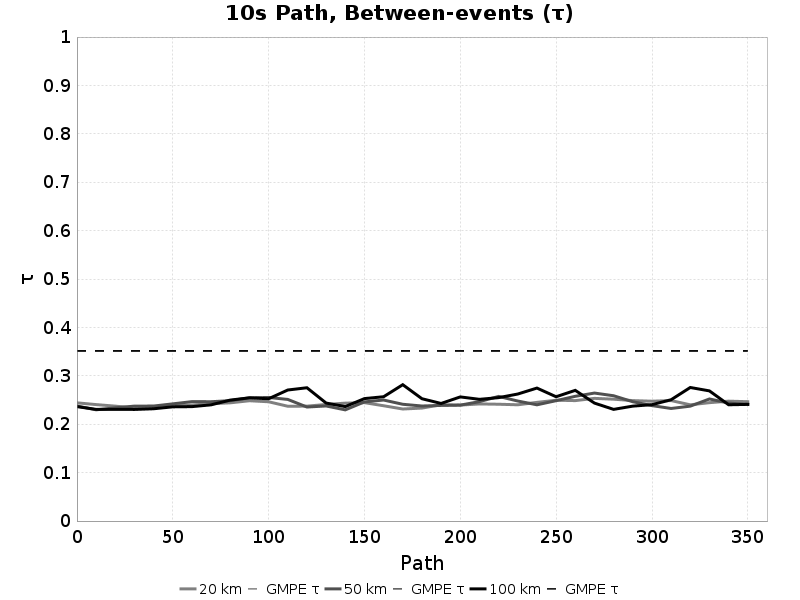 10s Path, Between-events (τ)
1
0.9
0.8
0.7
0.6
0.5
0.4
0.3
0.2
0.1
0
τ
0 50 100 150 200 250 300 350
Path
20 km GMPE τ 50 km GMPE τ 100 km GMPE τ